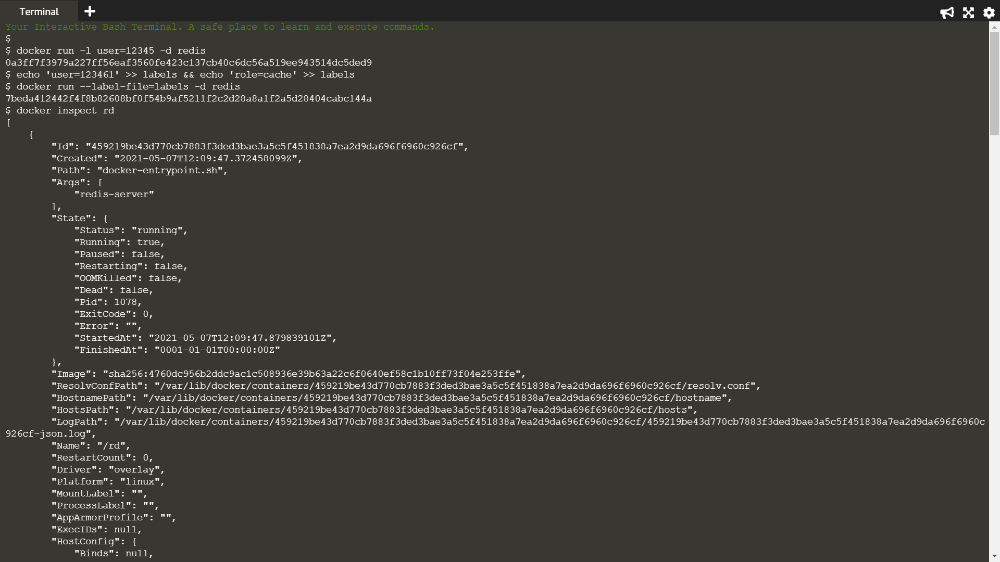 Terminal
Your Interactive Bash Terminal. A safe place to learn and execute commands.
$
$ docker run -l user=12345 -d redis
0a3ff7f3979a227ff56eaf3560fe423c137cb40c6dc56a519ee943514dc5ded9
$ echo 'user=123461' >> labels && echo 'role=cache' >> labels
$ docker run --label-file=labels -d redis
7beda412442f4f8b82608bf0f54b9af5211f2c2d28a8a1f2a5d28404cabc144a
$ docker inspect rd
[
    {
        "Id": "459219be43d770cb7883f3ded3bae3a5c5f451838a7ea2d9da696f6960c926cf",
        "Created": "2021-05-07T12:09:47.372458099Z",
        "Path": "docker-entrypoint.sh",
        "Args": [
            "redis-server"
        ],
        "State": {
            "Status": "running",
            "Running": true,
            "Paused": false,
            "Restarting": false,
            "OOMKilled": false,
            "Dead": false,
            "Pid": 1078,
            "ExitCode": 0,
            "Error": "",
            "StartedAt": "2021-05-07T12:09:47.879839101Z",
            "FinishedAt": "0001-01-01T00:00:00Z"
        },
        "Image": "sha256:4760dc956b2ddc9ac1c508936e39b63a22c6f0640ef58c1b10ff73f04e253ffe",
        "ResolvConfPath": "/var/lib/docker/containers/459219be43d770cb7883f3ded3bae3a5c5f451838a7ea2d9da696f6960c926cf/resolv.conf",
        "HostnamePath": "/var/lib/docker/containers/459219be43d770cb7883f3ded3bae3a5c5f451838a7ea2d9da696f6960c926cf/hostname",
        "HostsPath": "/var/lib/docker/containers/459219be43d770cb7883f3ded3bae3a5c5f451838a7ea2d9da696f6960c926cf/hosts",
        "LogPath": "/var/lib/docker/containers/459219be43d770cb7883f3ded3bae3a5c5f451838a7ea2d9da696f6960c926cf/459219be43d770cb7883f3ded3bae3a5c5f451838a7ea2d9da696f6960c
926cf-json.log",
        "Name": "/rd",
        "RestartCount": 0,
        "Driver": "overlay",
        "Platform": "linux",
        "MountLabel": "",
        "ProcessLabel": "",
        "AppArmorProfile": "",
        "ExecIDs": null,
        "HostConfig": {
            "Binds": null,